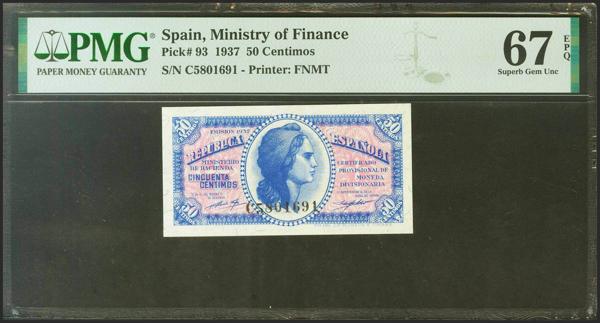 PMG
PAPER MONEY GUARANTY
Spain, Ministry of Finance
Pick# 93 1937 50 Centimos
S/N C5801691 - Printer: FNMT
67 EPQ
Superb Gem Unc
50
50
EMISION 1937
REPUBLICA ESPAÑOLA
MINISTERIO DE HACIENDA
CINCUENTA CENTIMOS
CERTIFICADO PROVISIONAL DE MONEDA DIVISIONARIA
C5801691
50
50